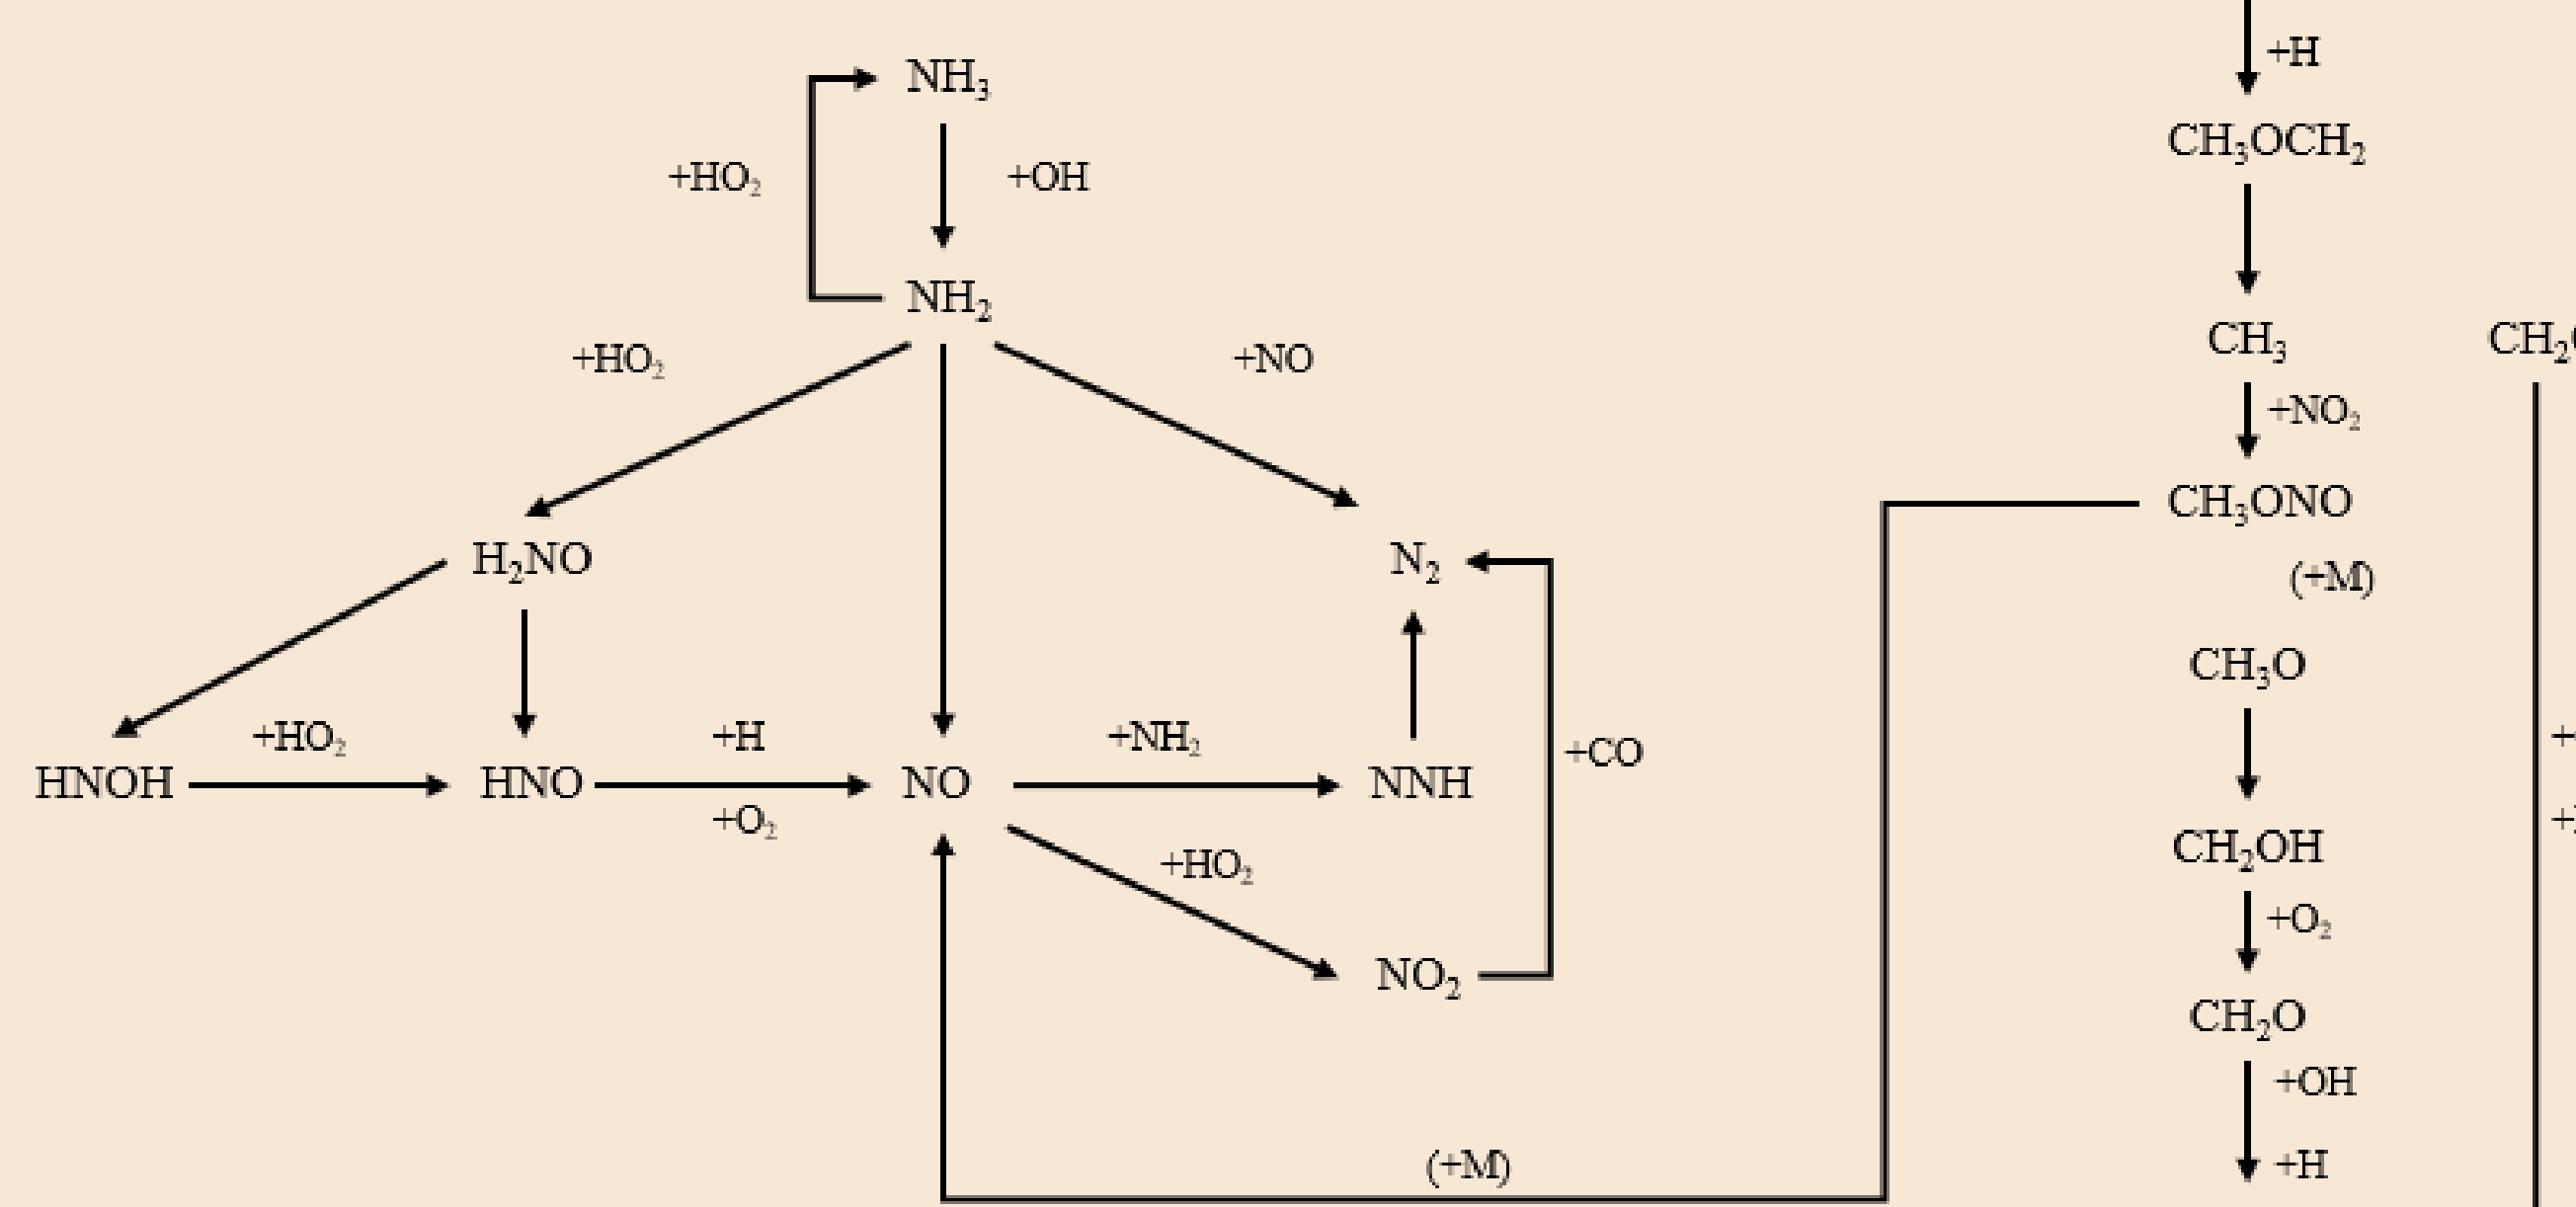 +H
NH₃
CH₃OCH₂
+HO₂
+OH
NH₂
CH₃
+HO₂
+NO
+NO₂
CH₃ONO
H₂NO
N₂
(+M)
CH₃O
+HO₂
+H
+NH₂
+CO
HNOH
HNO
NO
NNH
+O₂
CH₂OH
+HO₂
+O₂
NO₂
CH₂O
+OH
(+M)
+H